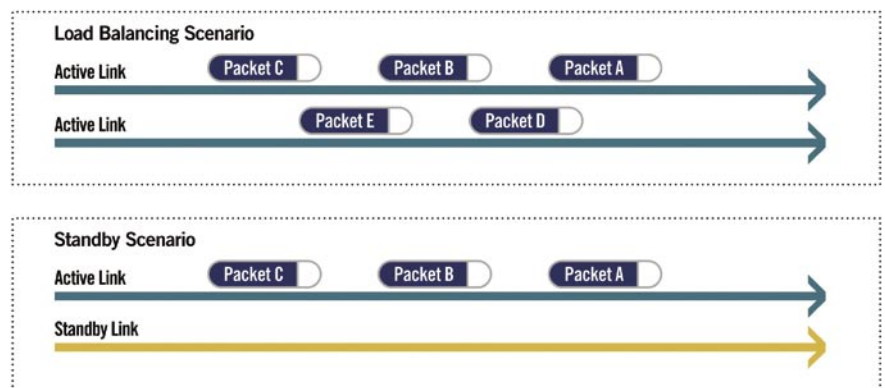 Load Balancing Scenario
Active Link
Packet C
Packet B
Packet A
Active Link
Packet E
Packet D
Standby Scenario
Active Link
Packet C
Packet B
Packet A
Standby Link